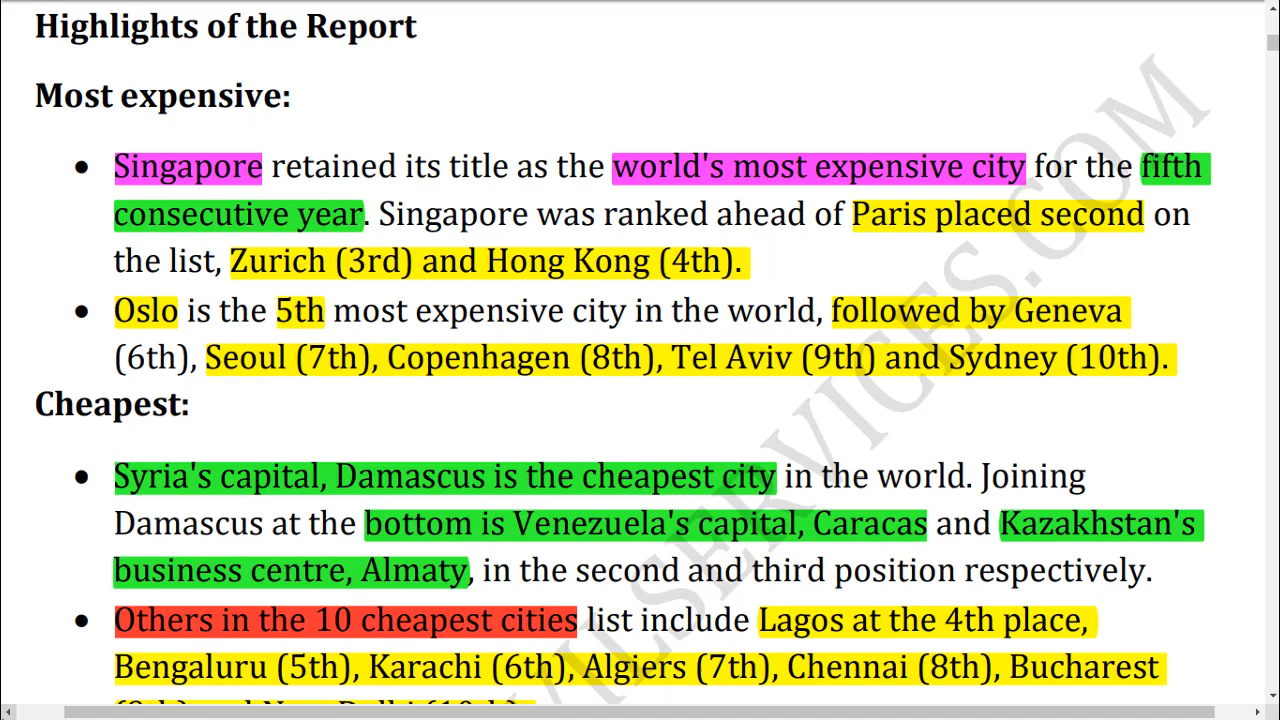 Highlights of the Report
Most expensive:
• Singapore retained its title as the world's most expensive city for the fifth
consecutive year. Singapore was ranked ahead of Paris placed second on
the list, Zurich (3rd) and Hong Kong (4th).
• Oslo is the 5th most expensive city in the world, followed by Geneva
(6th), Seoul (7th), Copenhagen (8th), Tel Aviv (9th) and Sydney (10th).
Cheapest:
• Syria's capital, Damascus is the cheapest city in the world. Joining
Damascus at the bottom is Venezuela's capital, Caracas and Kazakhstan's
business centre, Almaty, in the second and third position respectively.
• Others in the 10 cheapest cities list include Lagos at the 4th place,
Bengaluru (5th), Karachi (6th), Algiers (7th), Chennai (8th), Bucharest
and New Delhi (10th).
VILSERVICES.COM